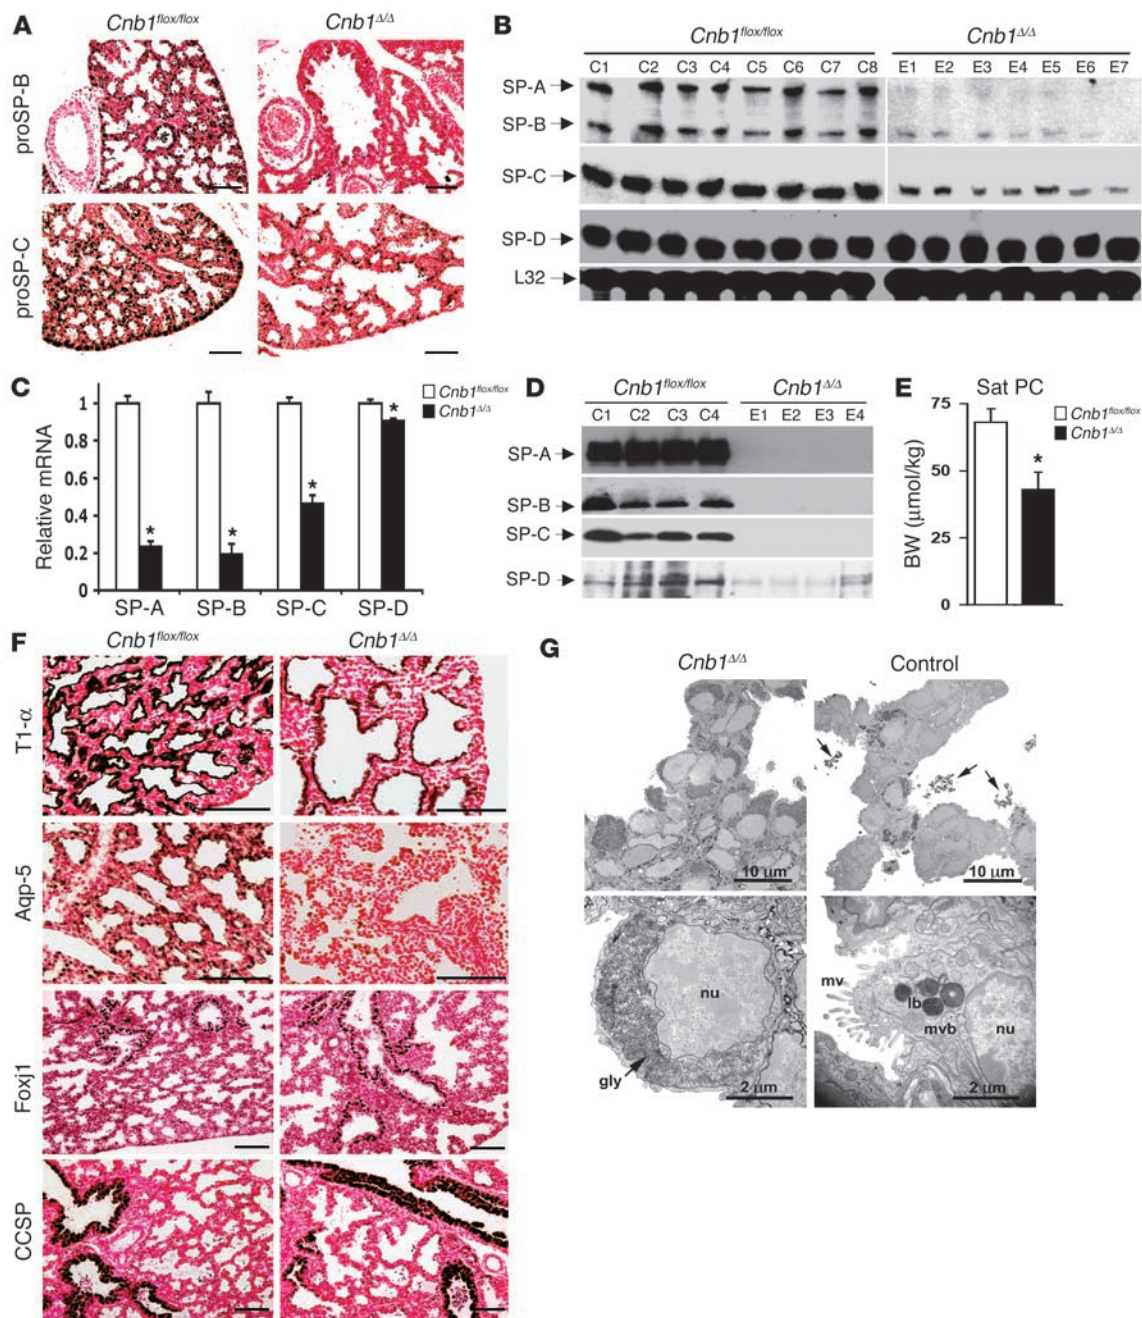 A
Cnb1flox/flox
Cnb1Δ/Δ
proSP-B
proSP-C
B
Cnb1flox/flox
Cnb1Δ/Δ
C1 C2 C3 C4 C5 C6 C7 C8 E1 E2 E3 E4 E5 E6 E7
SP-A
SP-B
SP-C
SP-D
L32
C
Relative mRNA
1
0.8
0.6
0.4
0.2
0
* * * *
SP-A SP-B SP-C SP-D
Cnb1flox/flox
Cnb1Δ/Δ
D
Cnb1flox/flox
Cnb1Δ/Δ
C1 C2 C3 C4 E1 E2 E3 E4
SP-A
SP-B
SP-C
SP-D
E
Sat PC
BW (μmol/kg)
75
50
25
0
*
Cnb1flox/flox
Cnb1Δ/Δ
F
Cnb1flox/flox
Cnb1Δ/Δ
T1-α
Aqp-5
Foxj1
CCSP
G
Cnb1Δ/Δ
Control
10 μm
10 μm
nu
gly
2 μm
mv
lb
mvb
nu
2 μm